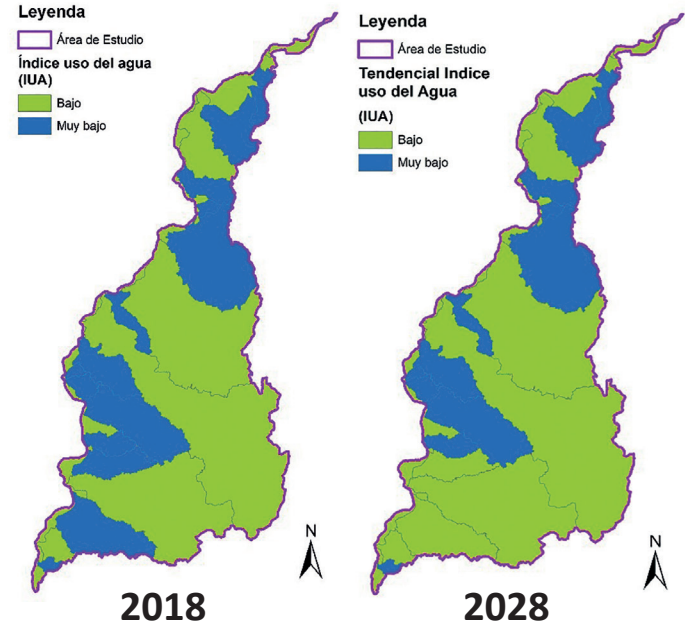 Leyenda
Área de Estudio
Índice uso del agua
(IUA)
Bajo
Muy bajo
N
2018
Leyenda
Área de Estudio
Tendencial Indice
uso del Agua
(IUA)
Bajo
Muy bajo
N
2028